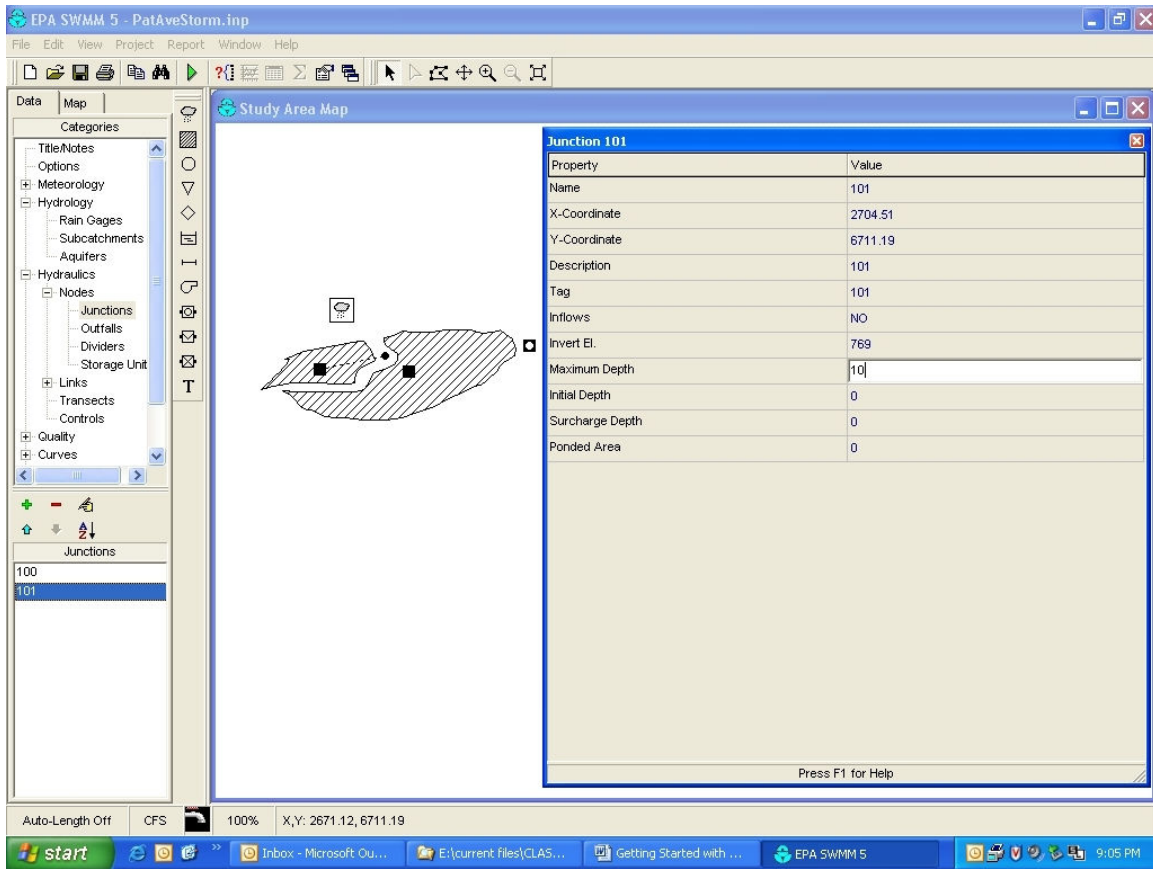 EPA SWMM 5 - PatAveStorm.inp
File Edit View Project Report Window Help
Data Map
Categories
Title/Notes
Options
Meteorology
Hydrology
Rain Gages
Subcatchments
Aquifers
Hydraulics
Nodes
Junctions
Outfalls
Dividers
Storage Unit
Links
Transects
Controls
Quality
Curves
Junctions
100
101
T
Study Area Map
Junction 101
Property Value
Name 101
X-Coordinate 2704.51
Y-Coordinate 6711.19
Description 101
Tag 101
Inflows NO
Invert El. 769
Maximum Depth 10
Initial Depth 0
Surcharge Depth 0
Ponded Area 0
Press F1 for Help
Auto-Length Off CFS 100% X,Y: 2671.12, 6711.19
start Inbox - Microsoft Ou... E:\current files\CLAS... Getting Started with ... EPA SWMM 5 9:05 PM